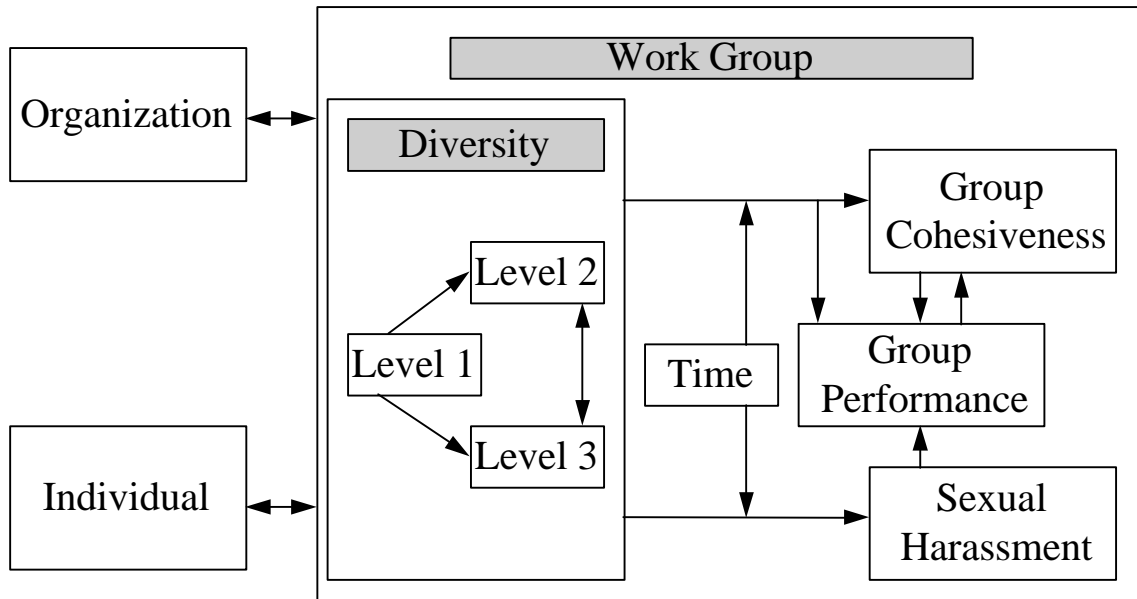 Work Group
Organization
Diversity
Group
Cohesiveness
Level 2
Level 1
Time
Group
Performance
Level 3
Individual
Sexual
Harassment